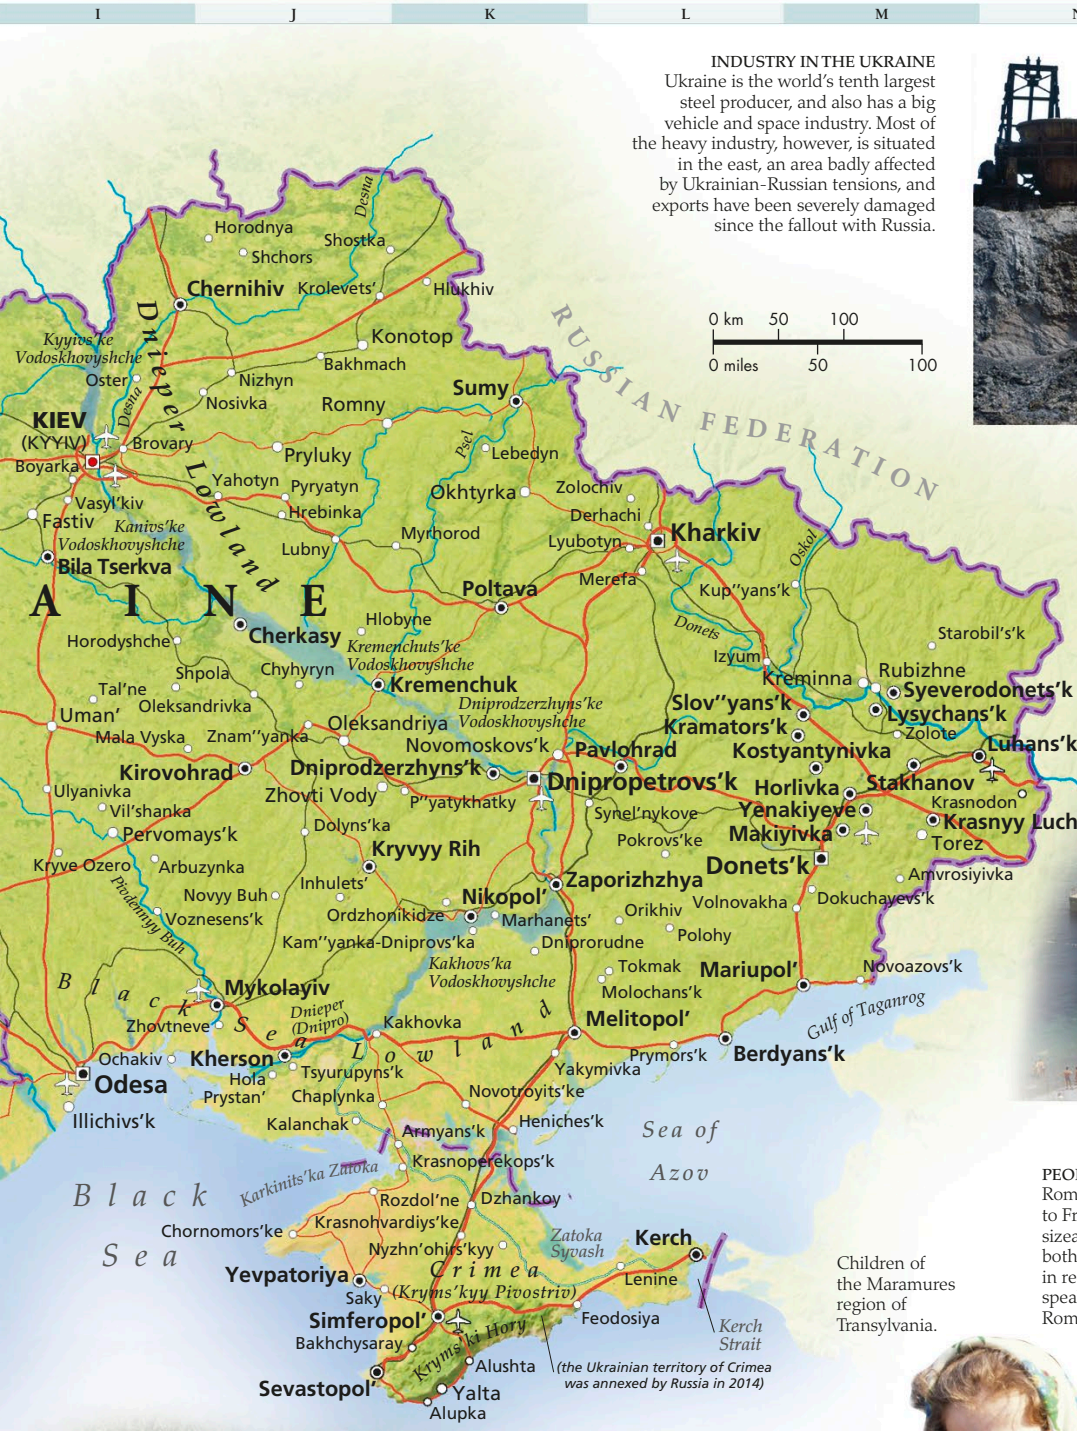 I J K L M N
INDUSTRY IN THE UKRAINE
Ukraine is the world's tenth largest
steel producer, and also has a big
vehicle and space industry. Most of
the heavy industry, however, is situated
in the east, an area badly affected
by Ukrainian-Russian tensions, and
exports have been severely damaged
since the fallout with Russia.
0 km 50 100
0 miles 50 100
RUSSIAN FEDERATION
Desna
Horodnya
Shostka
Shchors
Chernihiv
Krolevets'
Hlukhiv
Dnieper Lowland
Kyyivs'ke
Vodoskhovyshche
Konotop
Bakhmach
Oster
Desna
Nizhyn
Nosivka
Romny
Sumy
KIEV
(KYYIV)
Brovary
Pryluky
Psel
Lebedyn
Boyarka
Yahotyn
Pyryatyn
Okhtyrka
Zolochiv
Vasyl'kiv
Hrebinka
Derhachi
Fastiv
Kanivs'ke
Vodoskhovyshche
Lubny
Myrhorod
Lyubotyn
Kharkiv
Oskol
Bila Tserkva
Merefa
Kup''yans'k
A I N E
Poltava
Cherkasy
Hlobyne
Donets
Starobil's'k
Horodyshche
Kremenchuts'ke
Vodoskhovyshche
Izyum
Shpola
Chyhyryn
Kremenchuk
Kreminna
Rubizhne
Tal'ne
Oleksandrivka
Dniprodzerzhyns'ke
Vodoskhovyshche
Slov''yans'k
Syeverodonets'k
Uman'
Oleksandriya
Kramators'k
Lysychans'k
Mala Vyska
Znam''yanka
Novomoskovs'k
Pavlohrad
Kostyantynivka
Zolote
Luhans'k
Kirovohrad
Dniprodzerzhyns'k
Dnipropetrovs'k
Horlivka
Stakhanov
Ulyanivka
Zhovti Vody
P''yatykhatky
Krasnodon
Vil'shanka
Synel'nykove
Yenakiyeve
Krasnyy Luch
Pervomays'k
Dolyns'ka
Pokrovs'ke
Makiyivka
Torez
Kryve Ozero
Arbuzynka
Kryvyy Rih
Donets'k
Inhulets'
Zaporizhzhya
Amvrosiyivka
Pivdennyy Buh
Novyy Buh
Nikopol'
Volnovakha
Dokuchayevs'k
Voznesens'k
Ordzhonikidze
Marhanets'
Orikhiv
Kam''yanka-Dniprovs'ka
Dniprorudne
Polohy
Kakhovs'ka
Vodoskhovyshche
Tokmak
Mariupol'
Novoazovs'k
Black Sea Lowland
Mykolayiv
Molochans'k
Dnieper
(Dnipro)
Gulf of Taganrog
Zhovtneve
Kakhovka
Melitopol'
Ochakiv
Kherson
Prymors'k
Berdyans'k
Odesa
Hola
Prystan'
Tsyurupyns'k
Yakymivka
Chaplynka
Novotroyits'ke
Illichivs'k
Kalanchak
Armyans'k
Heniches'k
Sea of
Azov
Karkinits'ka Zatoka
Krasnoperekops'k
Black
Sea
Rozdol'ne
Dzhankoy
Chornomors'ke
Krasnohvardiys'ke
Zatoka
Syvash
Kerch
Nyzhn'ohirs'kyy
Yevpatoriya
Crimea
(Kryms'kyy Pivostriv)
Lenine
Saky
Simferopol'
Feodosiya
Kerch
Strait
Bakhchysaray
Kryms'ki Hory
Alushta
(the Ukrainian territory of Crimea
was annexed by Russia in 2014)
Sevastopol'
Yalta
Alupka
Children of
the Maramures
region of
Transylvania.